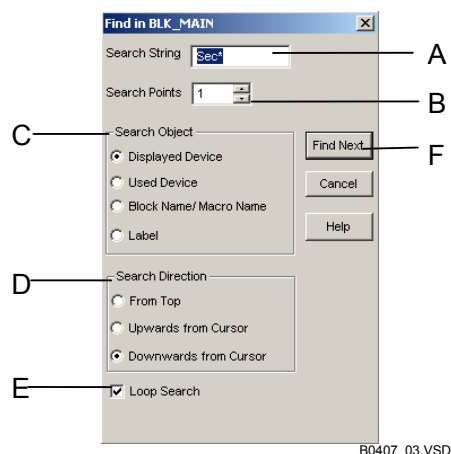 Find in BLK_MAIN
Search String Sec* A
Search Points 1 B
C Search Object
Displayed Device Find Next F
Used Device Cancel
Block Name/ Macro Name
Label Help
D Search Direction
From Top
Upwards from Cursor
Downwards from Cursor
E Loop Search
B0407_03.VSD